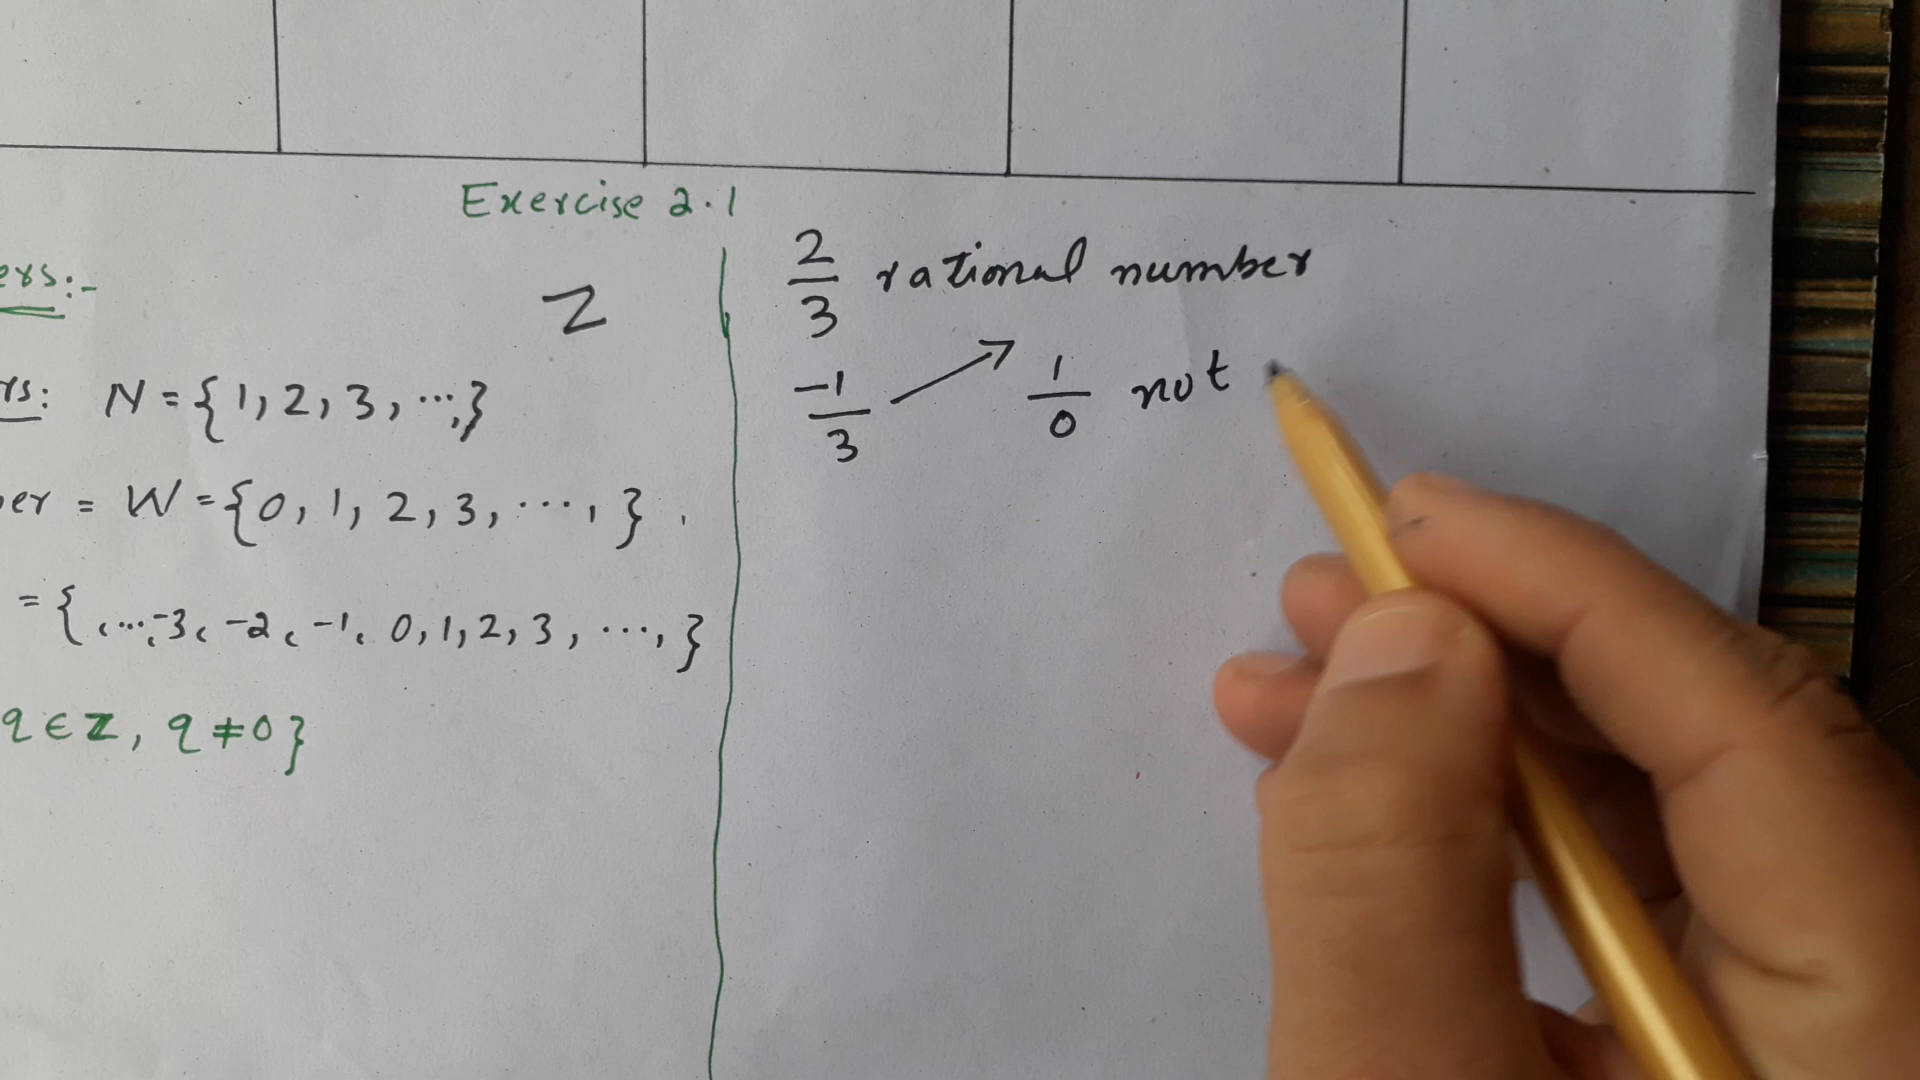 Exercise 2.1
ers:-
Z
rs: N = {1, 2, 3, ...,}
er = W = {0, 1, 2, 3, ..., } .
= {, ..., -3, -2, -1, 0, 1, 2, 3, ..., }
q ∈ Z, q ≠ 0}
2/3 rational number
-1/3 → 1/0 not